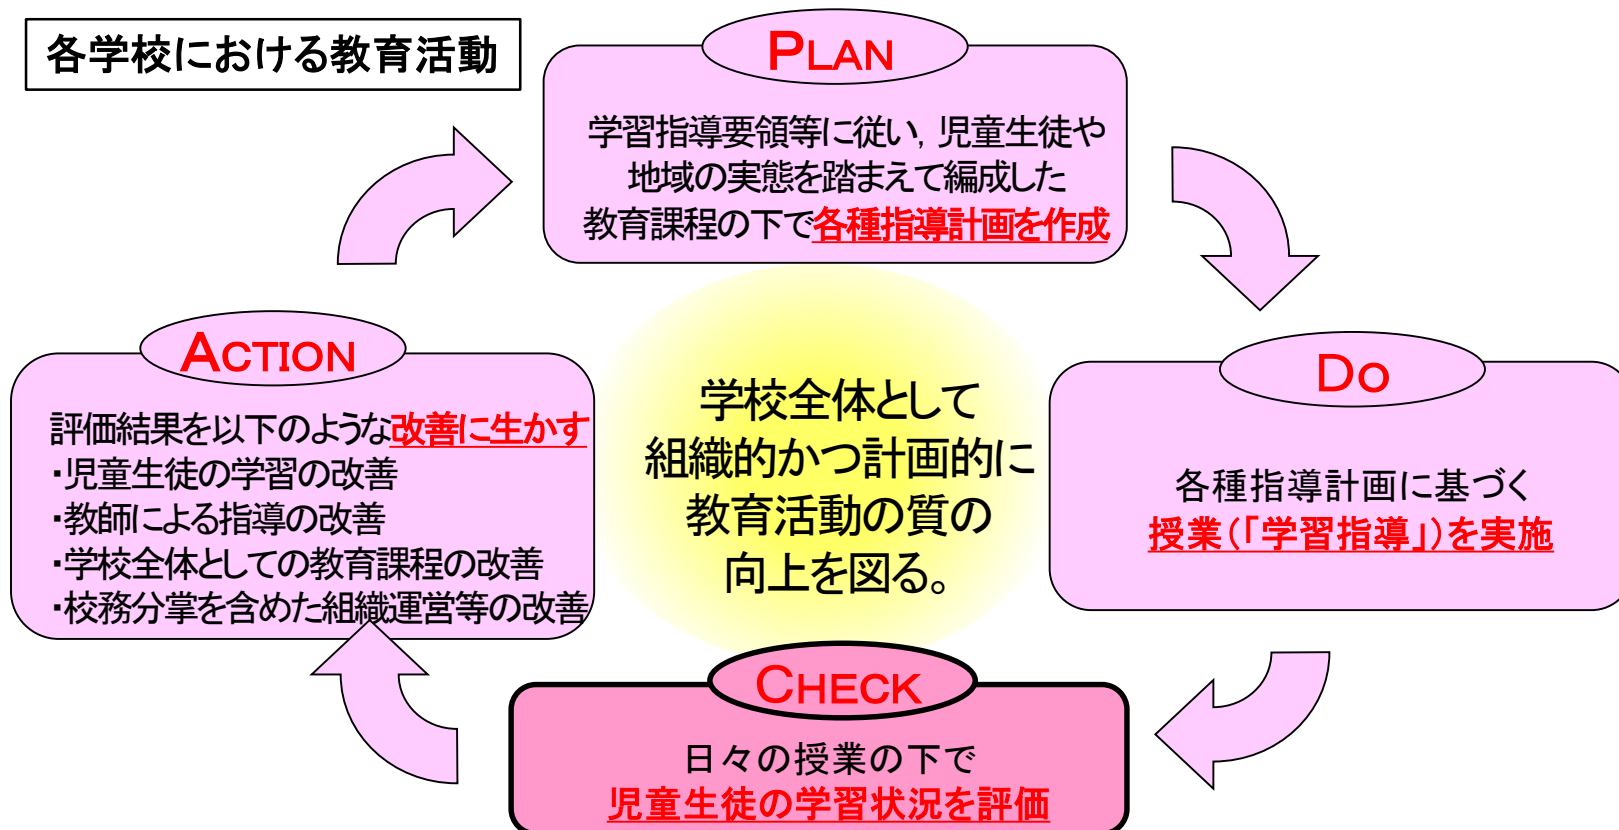 各学校における教育活動
PLAN
学習指導要領等に従い，児童生徒や
地域の実態を踏まえて編成した
教育課程の下で各種指導計画を作成
ACTION
評価結果を以下のような改善に生かす
・児童生徒の学習の改善
・教師による指導の改善
・学校全体としての教育課程の改善
・校務分掌を含めた組織運営等の改善
学校全体として
組織的かつ計画的に
教育活動の質の
向上を図る。
DO
各種指導計画に基づく
授業（「学習指導」）を実施
CHECK
日々の授業の下で
児童生徒の学習状況を評価